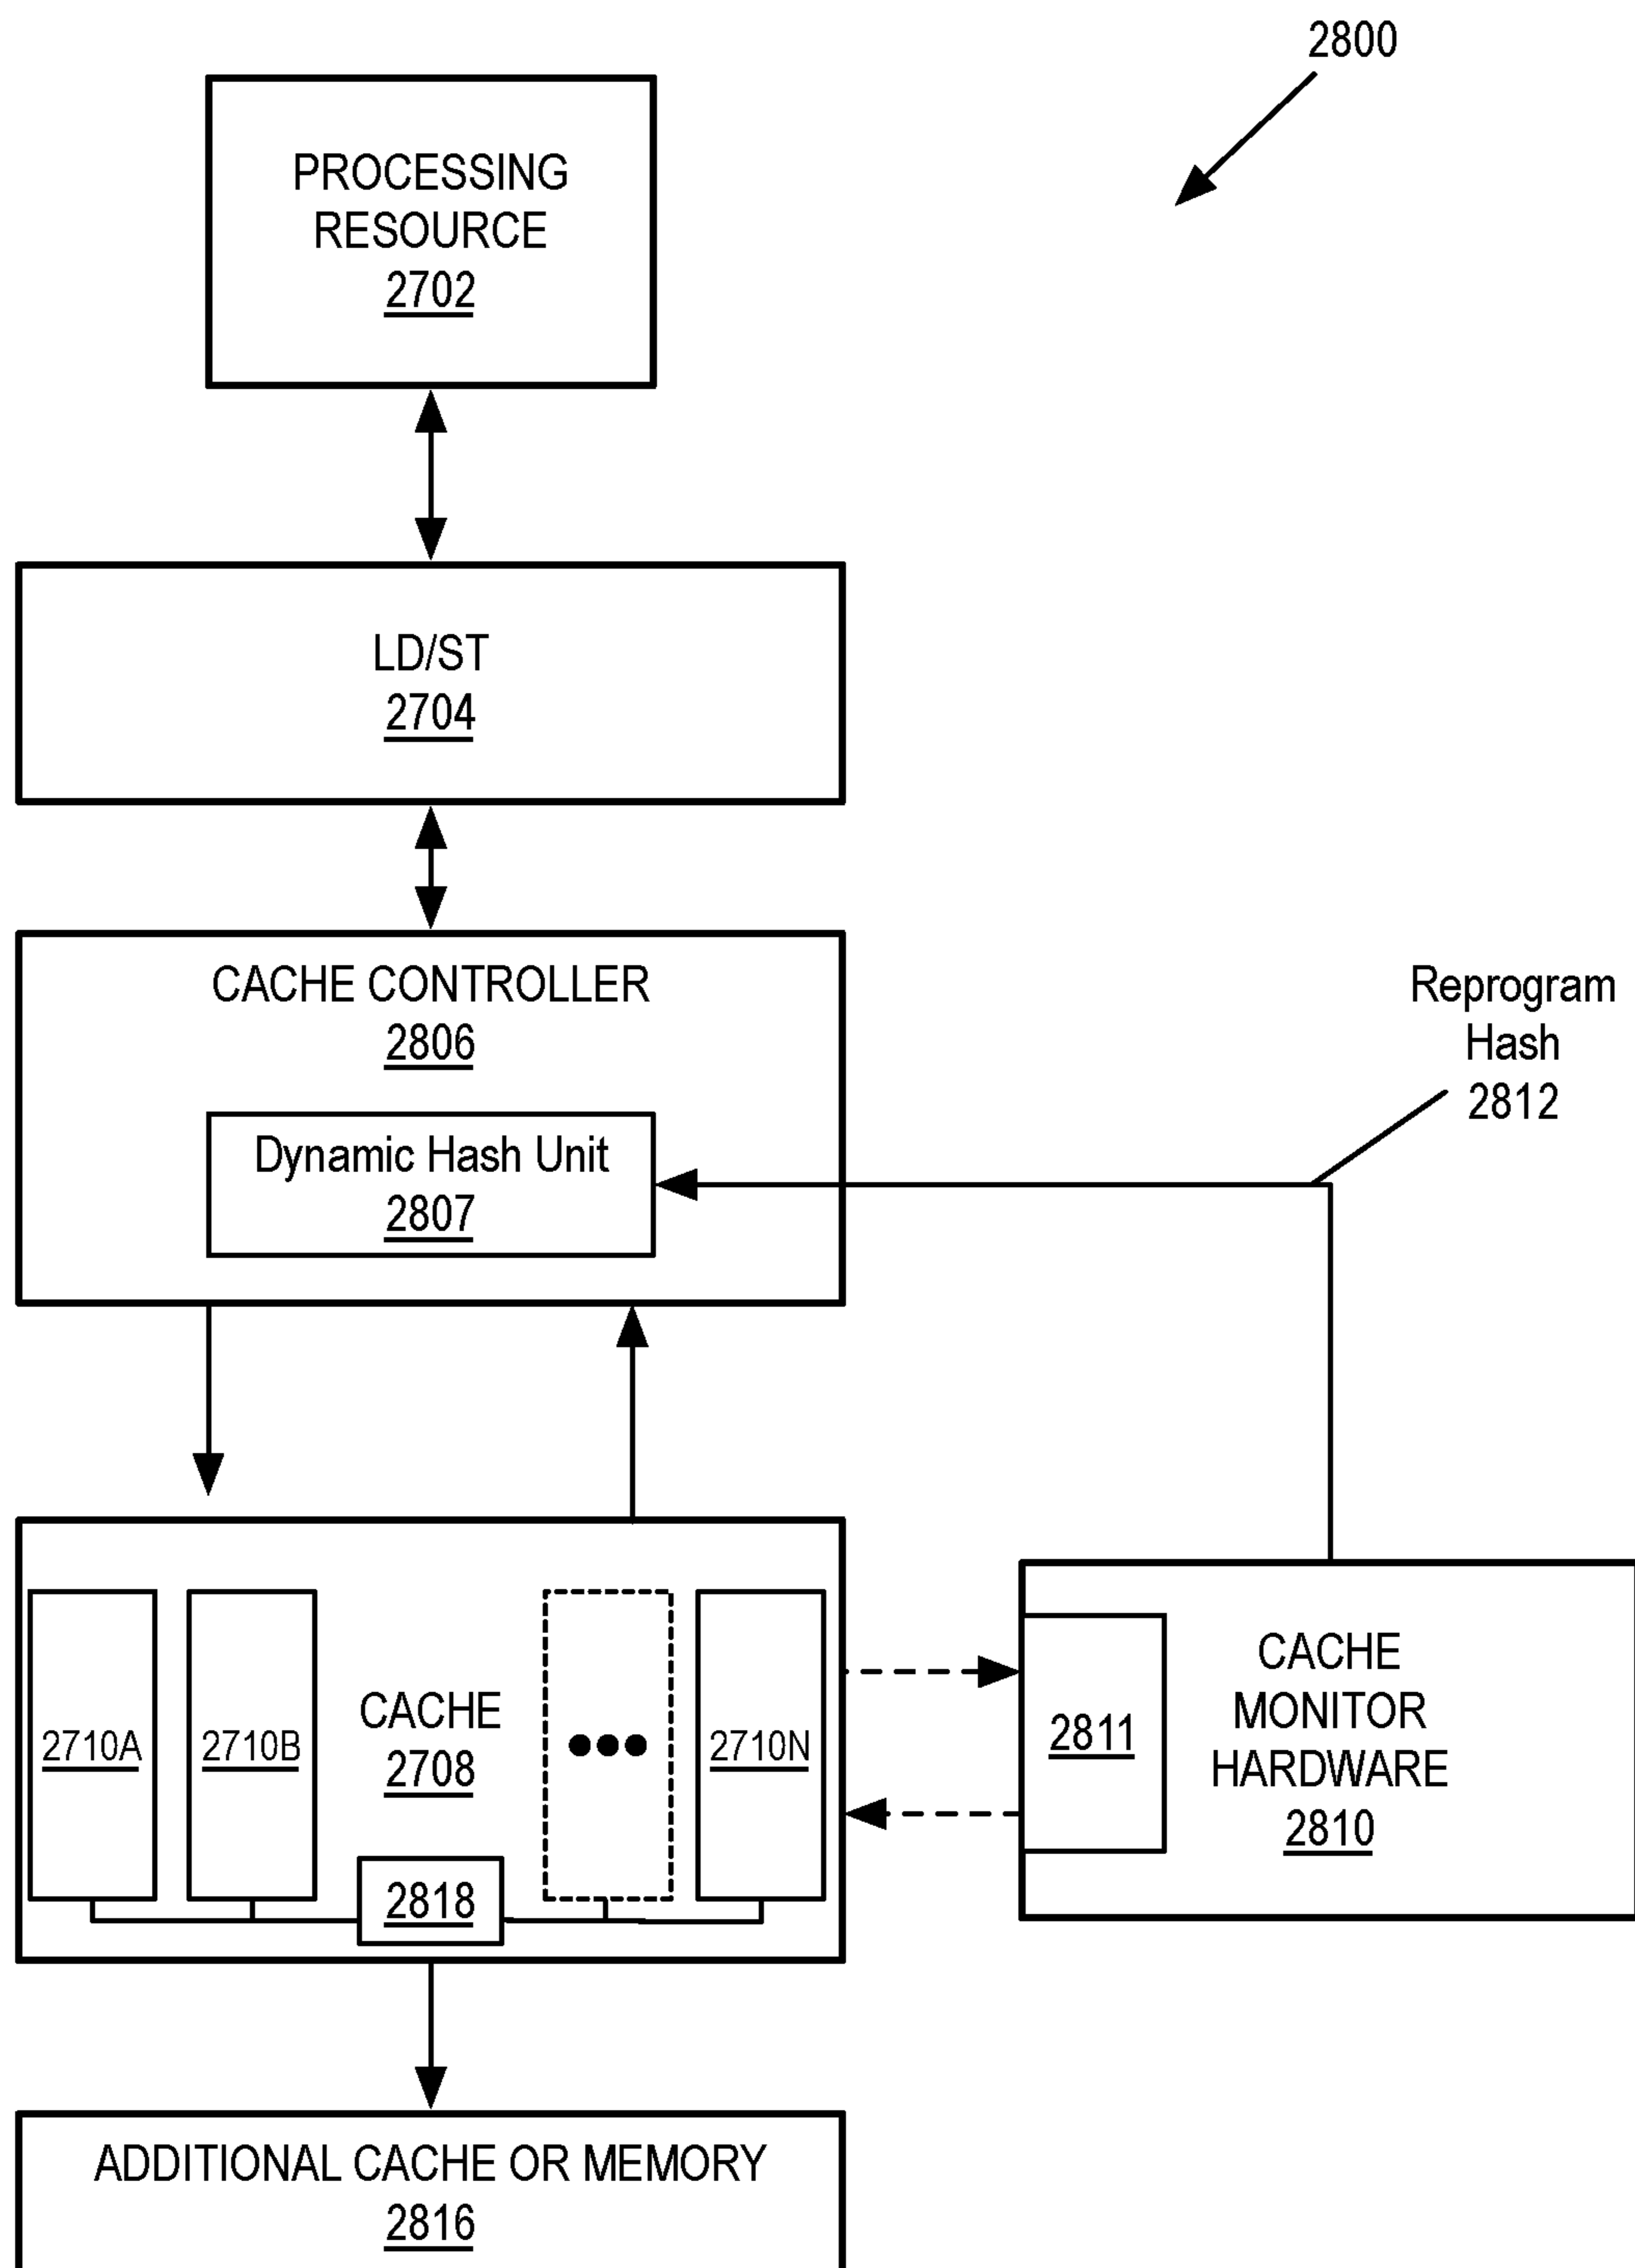 2800
PROCESSING
RESOURCE
2702
LD/ST
2704
CACHE CONTROLLER
2806
Dynamic Hash Unit
2807
Reprogram
Hash
2812
2710A
2710B
CACHE
2708
2710N
2818
2811
CACHE
MONITOR
HARDWARE
2810
ADDITIONAL CACHE OR MEMORY
2816